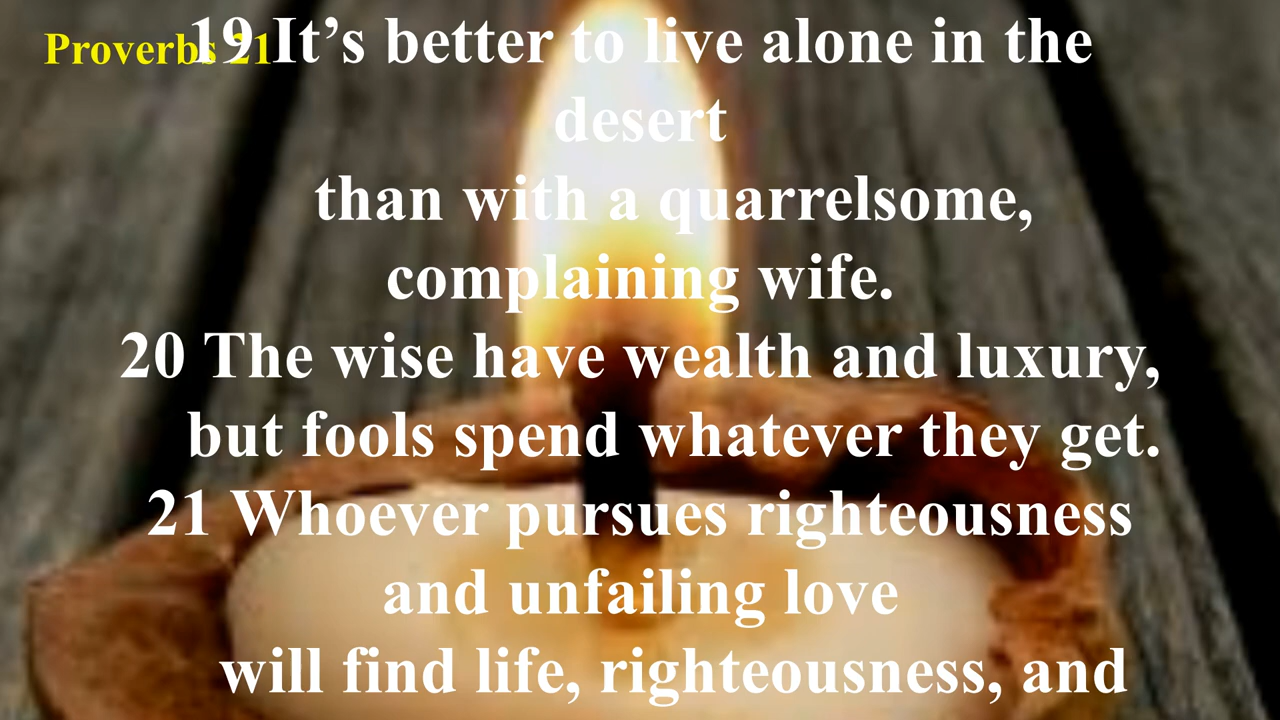 Proverbs 21
19 It’s better to live alone in the
desert
than with a quarrelsome,
complaining wife.
20 The wise have wealth and luxury,
but fools spend whatever they get.
21 Whoever pursues righteousness
and unfailing love
will find life, righteousness, and